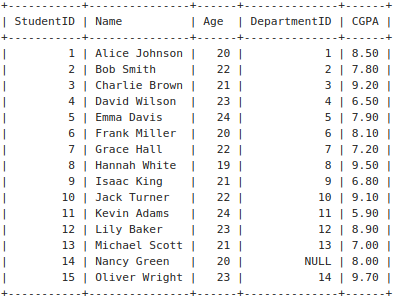 +-----------+---------------+------+--------------+------+
| StudentID | Name          | Age  | DepartmentID | CGPA |
+-----------+---------------+------+--------------+------+
|         1 | Alice Johnson |   20 |            1 | 8.50 |
|         2 | Bob Smith     |   22 |            2 | 7.80 |
|         3 | Charlie Brown |   21 |            3 | 9.20 |
|         4 | David Wilson  |   23 |            4 | 6.50 |
|         5 | Emma Davis    |   24 |            5 | 7.90 |
|         6 | Frank Miller  |   20 |            6 | 8.10 |
|         7 | Grace Hall    |   22 |            7 | 7.20 |
|         8 | Hannah White  |   19 |            8 | 9.50 |
|         9 | Isaac King    |   21 |            9 | 6.80 |
|        10 | Jack Turner   |   22 |           10 | 9.10 |
|        11 | Kevin Adams   |   24 |           11 | 5.90 |
|        12 | Lily Baker    |   23 |           12 | 8.90 |
|        13 | Michael Scott |   21 |           13 | 7.00 |
|        14 | Nancy Green   |   20 |         NULL | 8.00 |
|        15 | Oliver Wright |   23 |           14 | 9.70 |
+-----------+---------------+------+--------------+------+